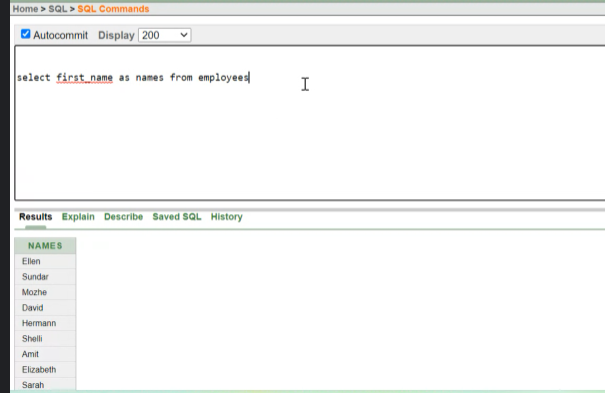 Home > SQL > SQL Commands
Autocommit Display 200
select first_name as names from employees
Results Explain Describe Saved SQL History
NAMES
Ellen
Sundar
Mozhe
David
Hermann
Shelli
Amit
Elizabeth
Sarah